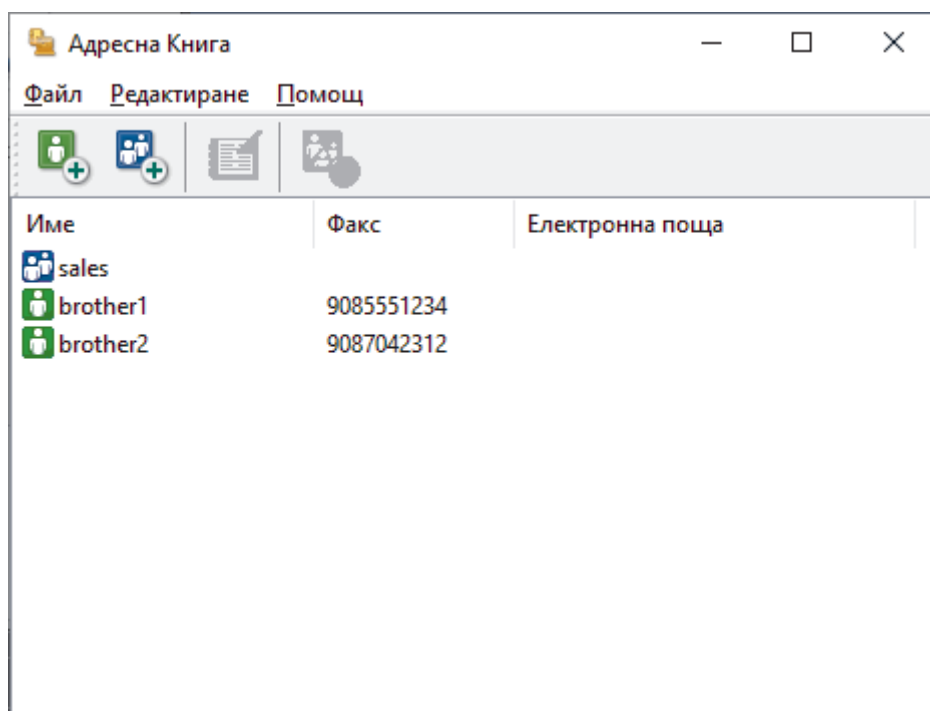 Адресна Книга
Файл Редактиране Помощ
Име Факс Електронна поща
sales
brother1 9085551234
brother2 9087042312